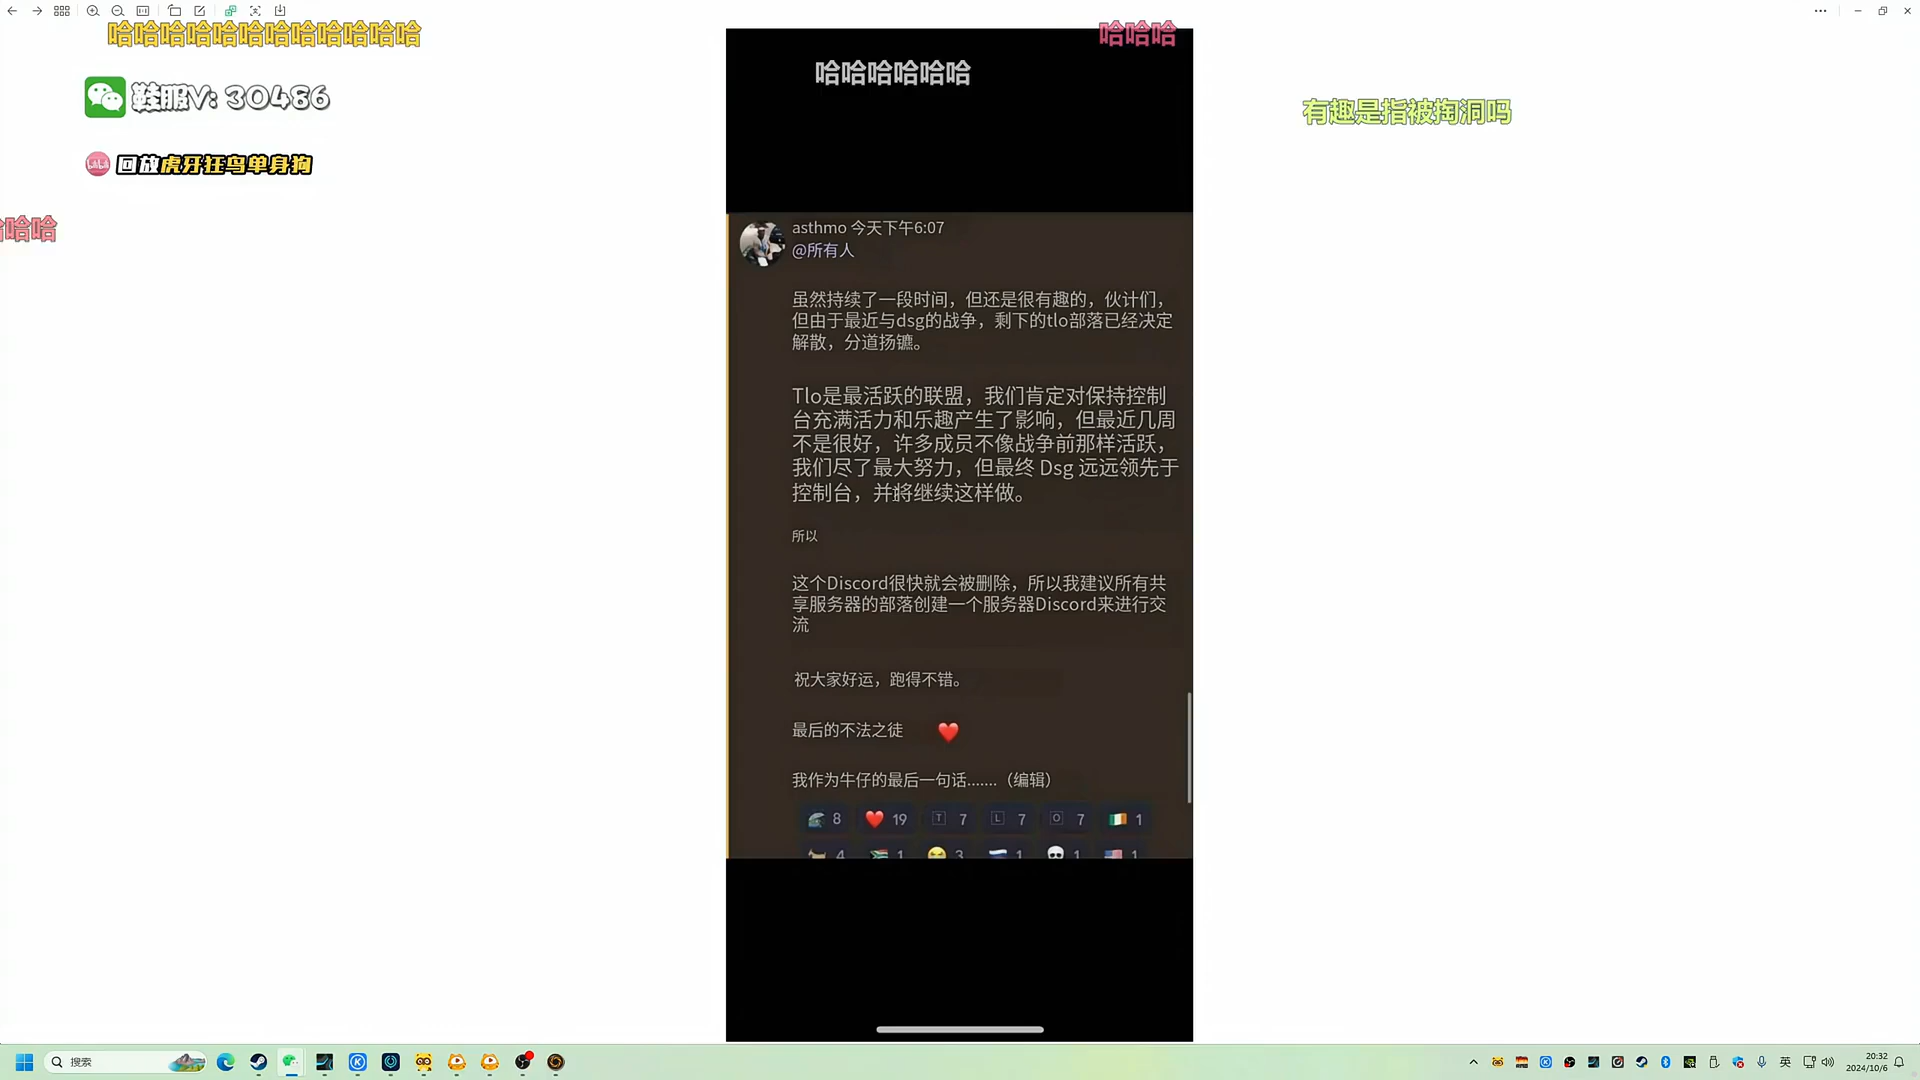 哈哈哈哈哈哈哈哈哈哈哈哈
哈哈哈
哈哈哈哈哈哈
鞋服V: 30486
有趣是指被掏洞吗
回放虎牙狂鸟单身狗
哈哈
asthmo 今天下午6:07
@所有人
虽然持续了一段时间，但还是很有趣的，伙计们，
但由于最近与dsg的战争，剩下的tlo部落已经决定
解散，分道扬镳。
Tlo是最活跃的联盟，我们肯定对保持控制
台充满活力和乐趣产生了影响，但最近几周
不是很好，许多成员不像战争前那样活跃，
我们尽了最大努力，但最终 Dsg 远远领先于
控制台，并将继续这样做。
所以
这个Discord很快就会被删除，所以我建议所有共
享服务器的部落创建一个服务器Discord来进行交
流
祝大家好运，跑得不错。
最后的不法之徒
我作为牛仔的最后一句话.......（编辑）
8 19 T 7 L 7 O 7 1
4 1 3 1 1 1
搜索
英
20:32
2024/10/6